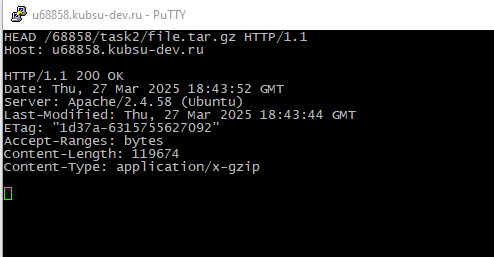 u68858.kubsu-dev.ru - PuTTY
HEAD /68858/task2/file.tar.gz HTTP/1.1
Host: u68858.kubsu-dev.ru

HTTP/1.1 200 OK
Date: Thu, 27 Mar 2025 18:43:52 GMT
Server: Apache/2.4.58 (Ubuntu)
Last-Modified: Thu, 27 Mar 2025 18:43:44 GMT
ETag: "1d37a-6315755627092"
Accept-Ranges: bytes
Content-Length: 119674
Content-Type: application/x-gzip